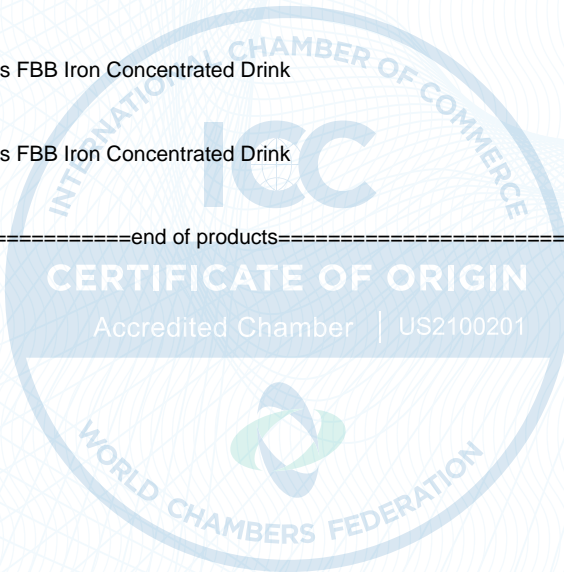 INTERNATIONAL CHAMBER OF COMMERCE
s FBB Iron Concentrated Drink
ICC
s FBB Iron Concentrated Drink
===========end of products=======================
CERTIFICATE OF ORIGIN
Accredited Chamber | US2100201
WORLD CHAMBERS FEDERATION